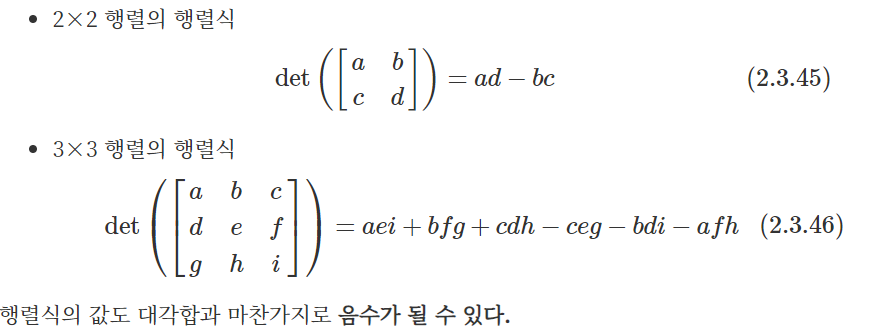 • 2×2 행렬의 행렬식
det ([a b
c d]) = ad − bc (2.3.45)
• 3×3 행렬의 행렬식
det ([a b c
d e f
g h i]) = aei + bfg + cdh − ceg − bdi − afh (2.3.46)
행렬식의 값도 대각합과 마찬가지로 음수가 될 수 있다.